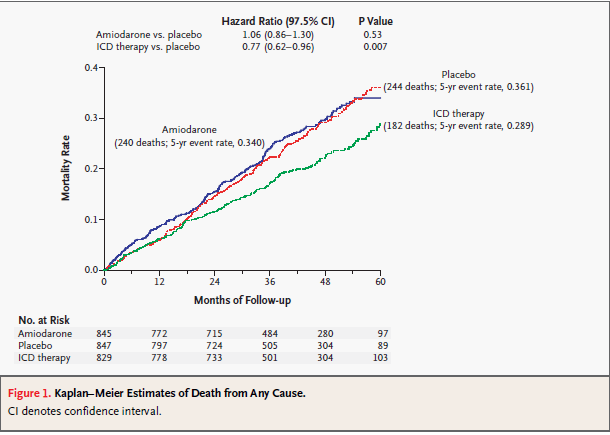 Hazard Ratio (97.5% CI) P Value
Amiodarone vs. placebo 1.06 (0.86–1.30) 0.53
ICD therapy vs. placebo 0.77 (0.62–0.96) 0.007
0.4
0.3
0.2
0.1
0.0
Mortality Rate
Placebo
(244 deaths; 5-yr event rate, 0.361)
ICD therapy
(182 deaths; 5-yr event rate, 0.289)
Amiodarone
(240 deaths; 5-yr event rate, 0.340)
0 12 24 36 48 60
Months of Follow-up
No. at Risk
Amiodarone 845 772 715 484 280 97
Placebo 847 797 724 505 304 89
ICD therapy 829 778 733 501 304 103
Figure 1. Kaplan–Meier Estimates of Death from Any Cause.
CI denotes confidence interval.